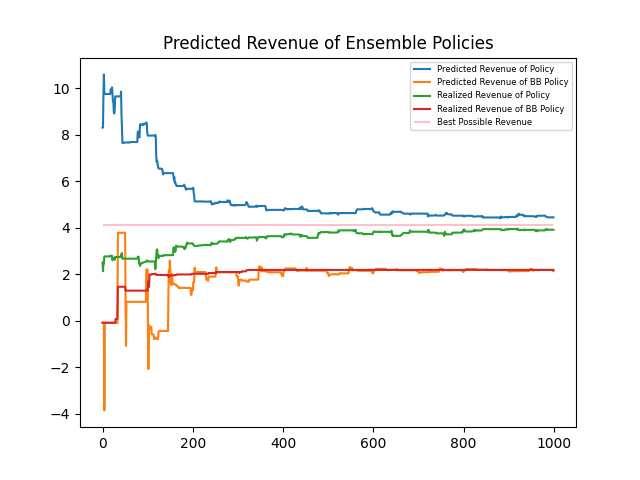 Predicted Revenue of Ensemble Policies
Predicted Revenue of Policy
Predicted Revenue of BB Policy
Realized Revenue of Policy
Realized Revenue of BB Policy
Best Possible Revenue
10
8
6
4
2
0
−2
−4
0 200 400 600 800 1000